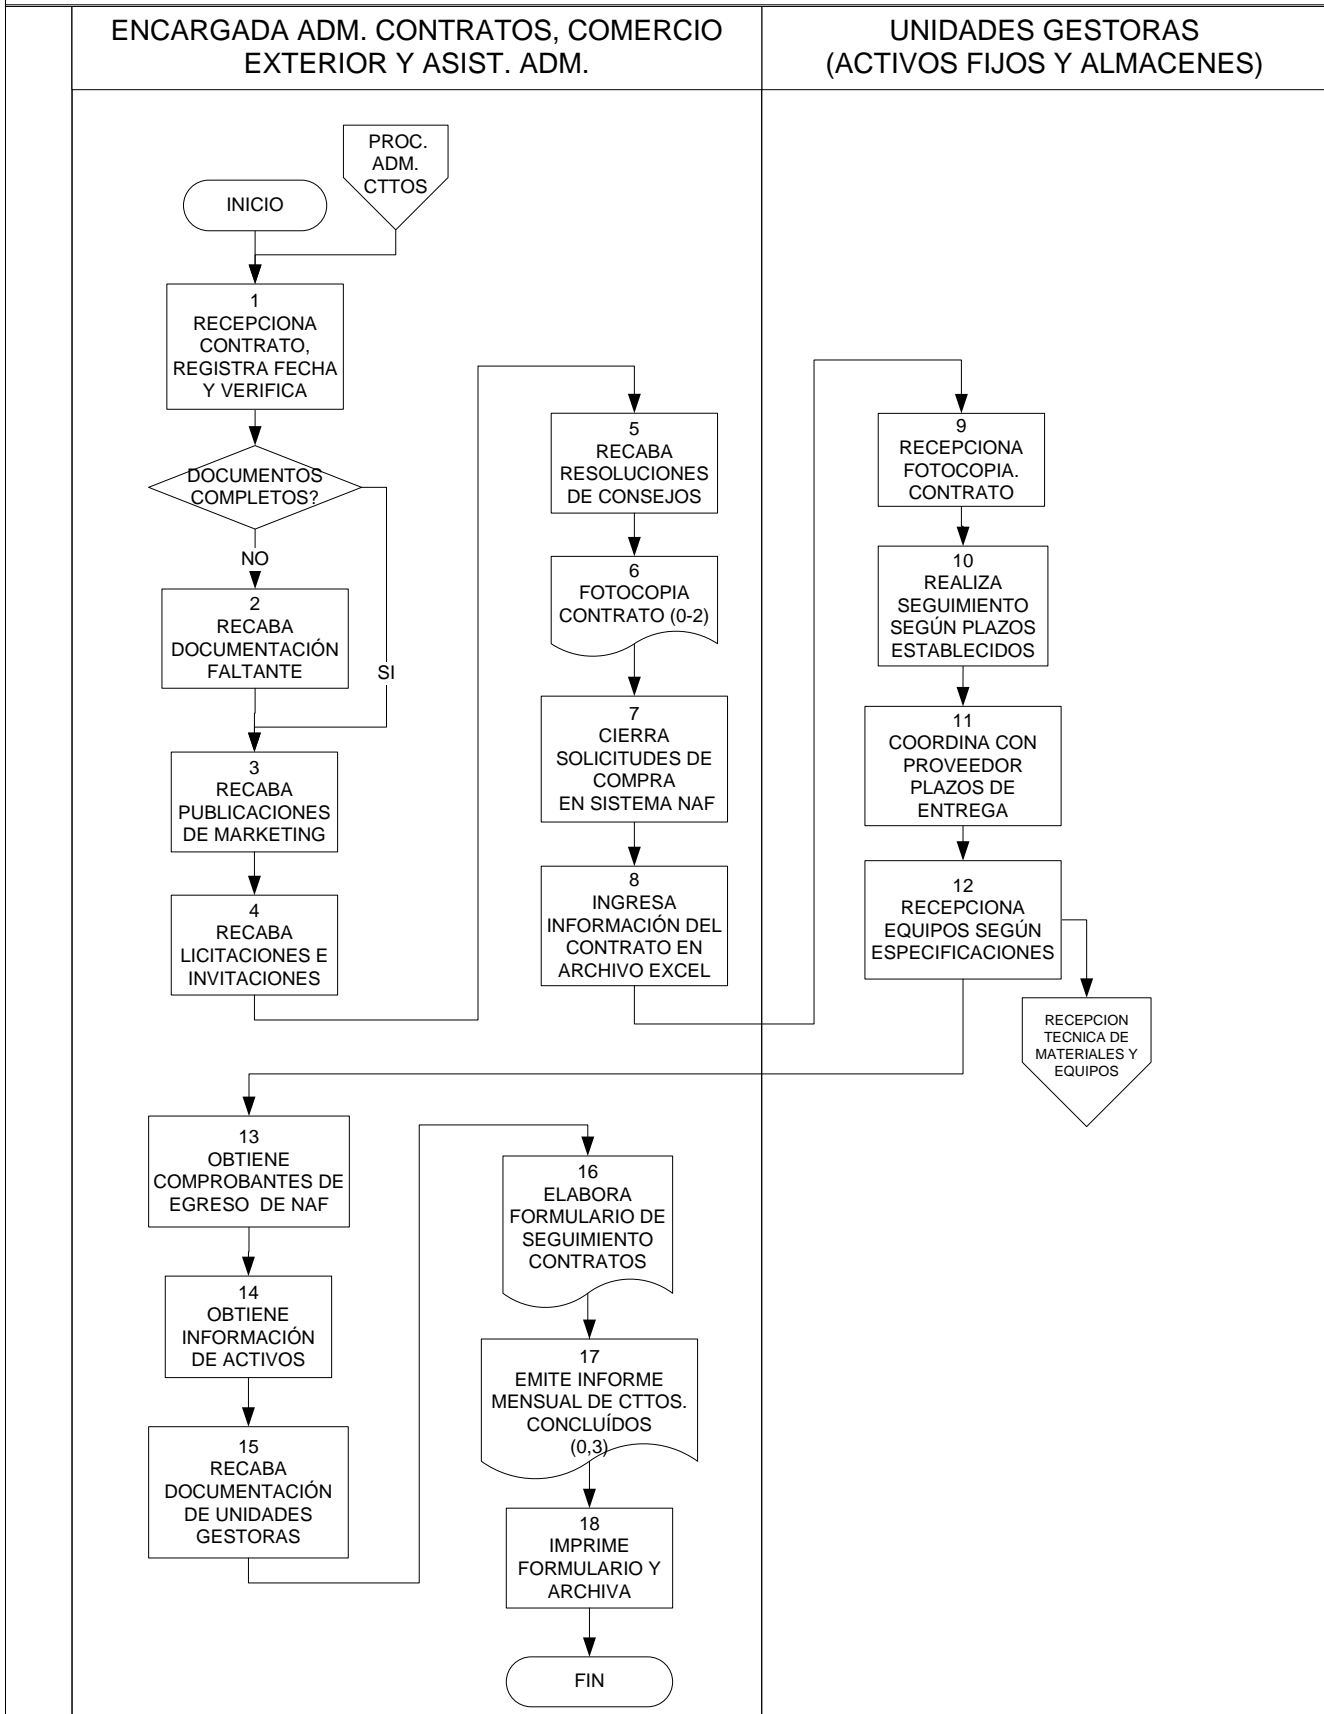 ENCARGADA ADM. CONTRATOS, COMERCIO
EXTERIOR Y ASIST. ADM.
UNIDADES GESTORAS
(ACTIVOS FIJOS Y ALMACENES)
PROC.
ADM.
CTTOS
INICIO
1
RECEPCIONA
CONTRATO,
REGISTRA FECHA
Y VERIFICA
DOCUMENTOS
COMPLETOS?
NO
SI
2
RECABA
DOCUMENTACIÓN
FALTANTE
3
RECABA
PUBLICACIONES
DE MARKETING
4
RECABA
LICITACIONES E
INVITACIONES
5
RECABA
RESOLUCIONES
DE CONSEJOS
6
FOTOCOPIA
CONTRATO (0-2)
7
CIERRA
SOLICITUDES DE
COMPRA
EN SISTEMA NAF
8
INGRESA
INFORMACIÓN DEL
CONTRATO EN
ARCHIVO EXCEL
9
RECEPCIONA
FOTOCOPIA.
CONTRATO
10
REALIZA
SEGUIMIENTO
SEGÚN PLAZOS
ESTABLECIDOS
11
COORDINA CON
PROVEEDOR
PLAZOS DE
ENTREGA
12
RECEPCIONA
EQUIPOS SEGÚN
ESPECIFICACIONES
RECEPCION
TECNICA DE
MATERIALES Y
EQUIPOS
13
OBTIENE
COMPROBANTES DE
EGRESO  DE NAF
14
OBTIENE
INFORMACIÓN
DE ACTIVOS
15
RECABA
DOCUMENTACIÓN
DE UNIDADES
GESTORAS
16
ELABORA
FORMULARIO DE
SEGUIMIENTO
CONTRATOS
17
EMITE INFORME
MENSUAL DE CTTOS.
CONCLUÍDOS
(0,3)
18
IMPRIME
FORMULARIO Y
ARCHIVA
FIN